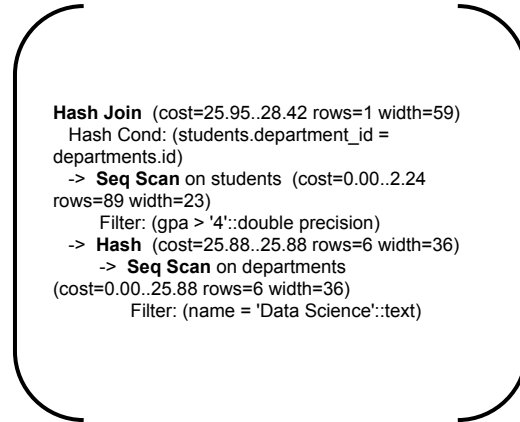 Hash Join (cost=25.95..28.42 rows=1 width=59)
Hash Cond: (students.department_id =
departments.id)
-> Seq Scan on students (cost=0.00..2.24
rows=89 width=23)
Filter: (gpa > '4'::double precision)
-> Hash (cost=25.88..25.88 rows=6 width=36)
-> Seq Scan on departments
(cost=0.00..25.88 rows=6 width=36)
Filter: (name = 'Data Science'::text)